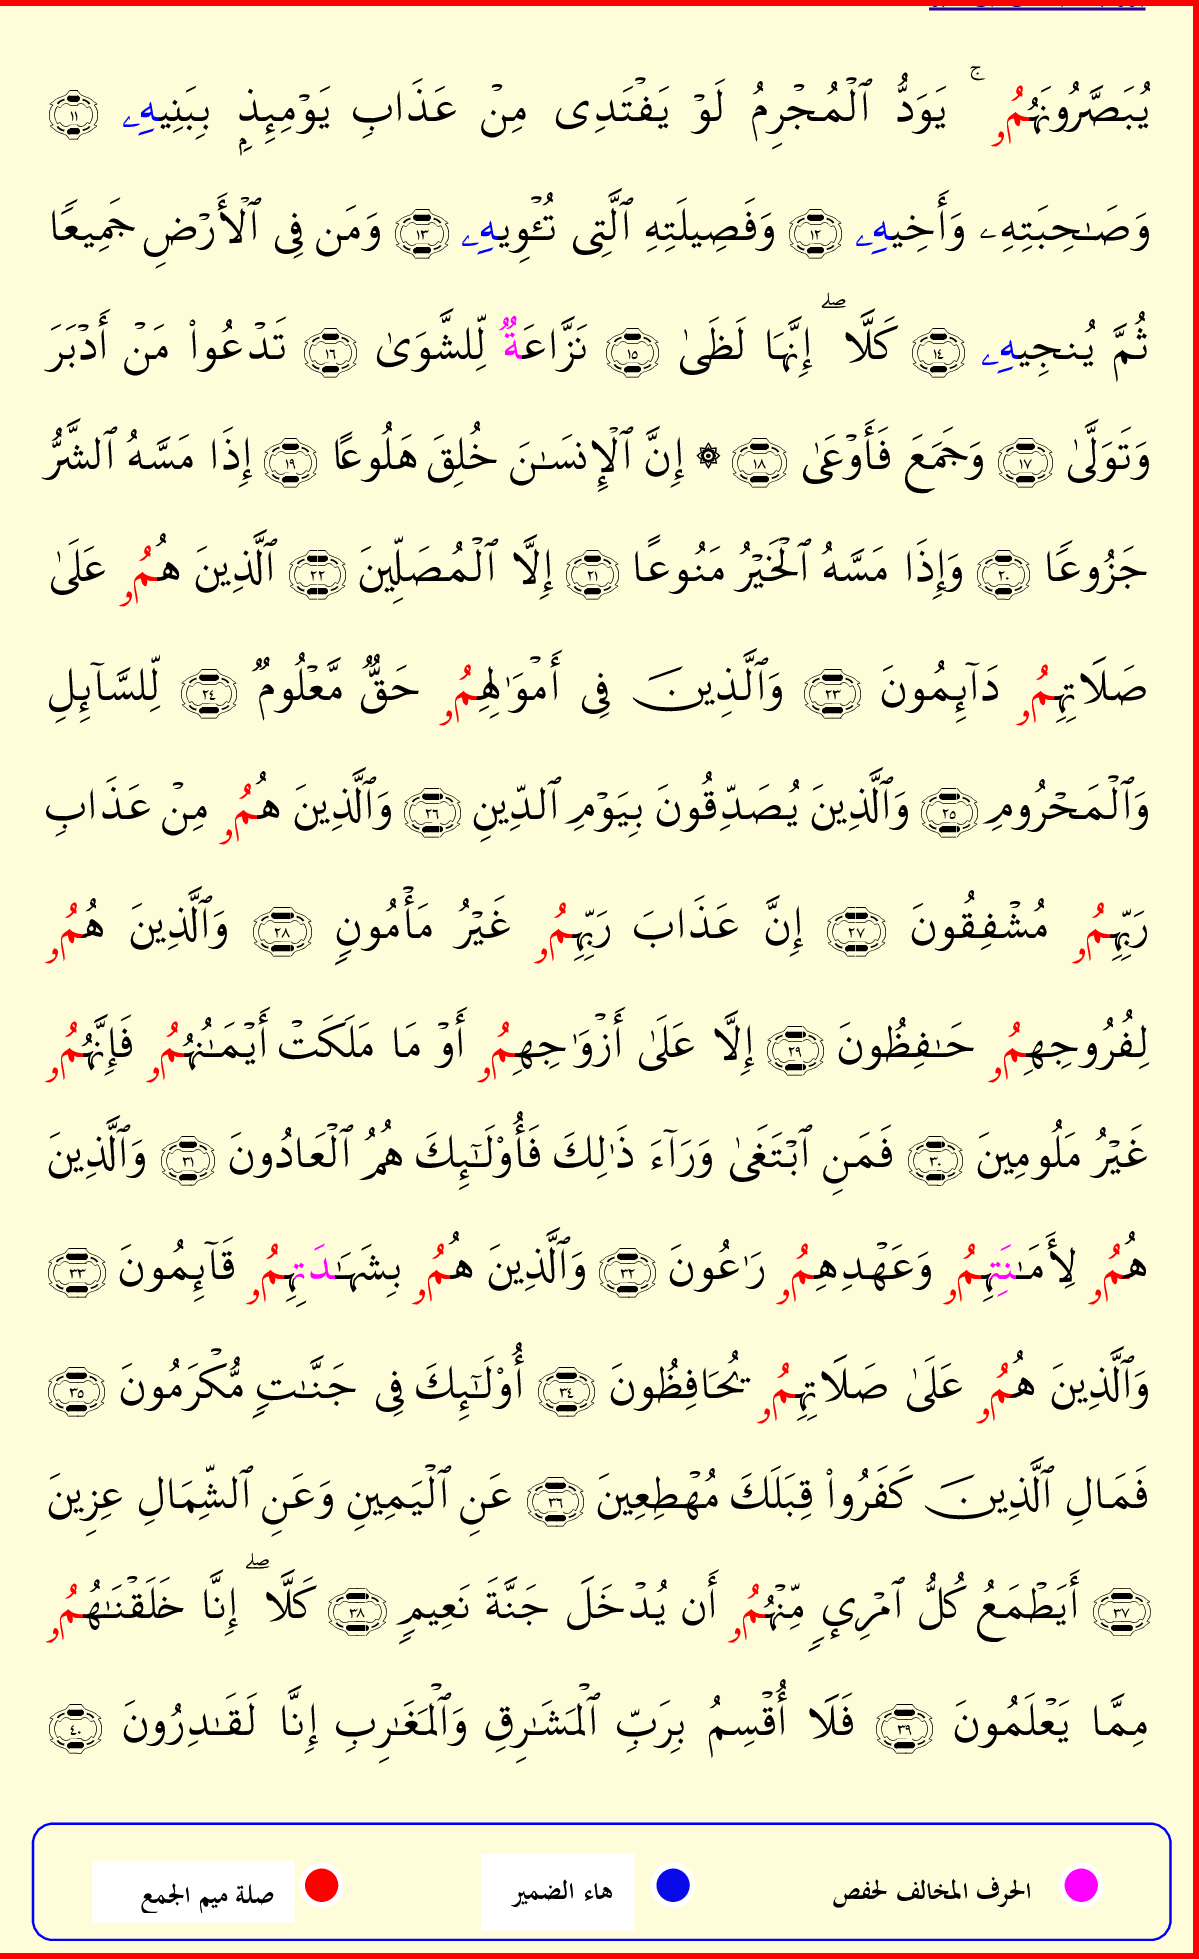 يُبَصَّرُونَهُمُۥ ۚ يَوَدُّ ٱلْمُجْرِمُ لَوْ يَفْتَدِى مِنْ عَذَابِ يَوْمِئِذِۭ بِبَنِيهِۦ ١١
وَصَـٰحِبَتِهِۦ وَأَخِيهِۦ ١٢ وَفَصِيلَتِهِ ٱلَّتِى تُـْٔوِيهِۦ ١٣ وَمَن فِى ٱلْأَرْضِ جَمِيعًا
ثُمَّ يُنجِيهِۦ ١٤ كَلَّا ۖ إِنَّهَا لَظَىٰ ١٥ نَزَّاعَةٌ لِّلشَّوَىٰ ١٦ تَدْعُوا۟ مَنْ أَدْبَرَ
وَتَوَلَّىٰ ١٧ وَجَمَعَ فَأَوْعَىٰ ١٨ ۞ إِنَّ ٱلْإِنسَـٰنَ خُلِقَ هَلُوعًا ١٩ إِذَا مَسَّهُ ٱلشَّرُّ
جَزُوعًا ٢٠ وَإِذَا مَسَّهُ ٱلْخَيْرُ مَنُوعًا ٢١ إِلَّا ٱلْمُصَلِّينَ ٢٢ ٱلَّذِينَ هُمُۥ عَلَىٰ
صَلَاتِهِمُۥ دَآئِمُونَ ٢٣ وَٱلَّذِينَ فِى أَمْوَٰلِهِمُۥ حَقٌّ مَّعْلُومٌ ٢٤ لِّلسَّآئِلِ
وَٱلْمَحْرُومِ ٢٥ وَٱلَّذِينَ يُصَدِّقُونَ بِيَوْمِ ٱلدِّينِ ٢٦ وَٱلَّذِينَ هُمُۥ مِنْ عَذَابِ
رَبِّهِمُۥ مُشْفِقُونَ ٢٧ إِنَّ عَذَابَ رَبِّهِمُۥ غَيْرُ مَأْمُونٍ ٢٨ وَٱلَّذِينَ هُمُۥ
لِفُرُوجِهِمُۥ حَـٰفِظُونَ ٢٩ إِلَّا عَلَىٰ أَزْوَٰجِهِمُۥ أَوْ مَا مَلَكَتْ أَيْمَـٰنُهُمُۥ فَإِنَّهُمُۥ
غَيْرُ مَلُومِينَ ٣٠ فَمَنِ ٱبْتَغَىٰ وَرَآءَ ذَٰلِكَ فَأُو۟لَـٰٓئِكَ هُمُ ٱلْعَادُونَ ٣١ وَٱلَّذِينَ
هُمُۥ لِأَمَـٰنَتِهِمُۥ وَعَهْدِهِمُۥ رَٰعُونَ ٣٢ وَٱلَّذِينَ هُمُۥ بِشَهَـٰدَتِهِمُۥ قَآئِمُونَ ٣٣
وَٱلَّذِينَ هُمُۥ عَلَىٰ صَلَاتِهِمُۥ يُحَافِظُونَ ٣٤ أُو۟لَـٰٓئِكَ فِى جَنَّـٰتٍ مُّكْرَمُونَ ٣٥
فَمَالِ ٱلَّذِينَ كَفَرُوا۟ قِبَلَكَ مُهْطِعِينَ ٣٦ عَنِ ٱلْيَمِينِ وَعَنِ ٱلشِّمَالِ عِزِينَ
٣٧ أَيَطْمَعُ كُلُّ ٱمْرِئٍ مِّنْهُمُۥ أَن يُدْخَلَ جَنَّةَ نَعِيمٍ ٣٨ كَلَّا ۖ إِنَّا خَلَقْنَـٰهُمُۥ
مِمَّا يَعْلَمُونَ ٣٩ فَلَا أُقْسِمُ بِرَبِّ ٱلْمَشَـٰرِقِ وَٱلْمَغَـٰرِبِ إِنَّا لَقَـٰدِرُونَ ٤٠
الحرف المخالف لحفص هاء الضمير صلة ميم الجمع